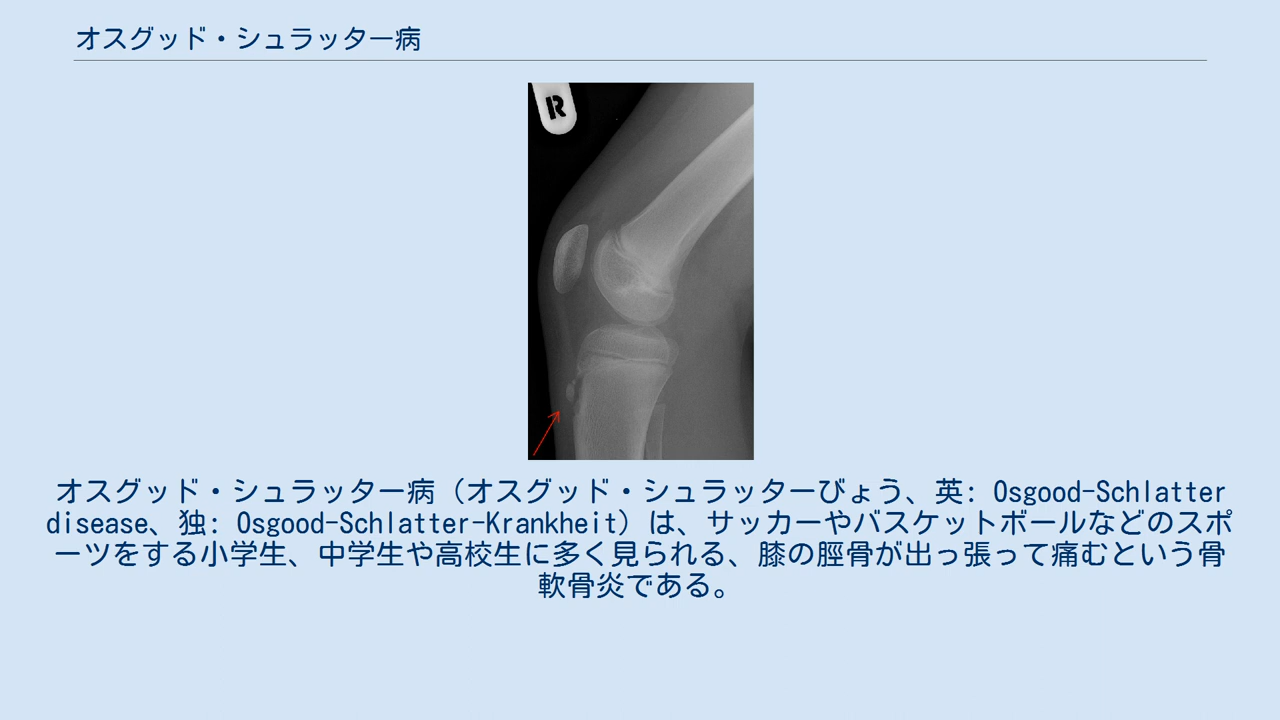 オスグッド・シュラッター病
R
オスグッド・シュラッター病（オスグッド・シュラッターびょう、英: Osgood-Schlatter
disease、独: Osgood-Schlatter-Krankheit）は、サッカーやバスケットボールなどのスポ
ーツをする小学生、中学生や高校生に多く見られる、膝の脛骨が出っ張って痛むという骨
軟骨炎である。